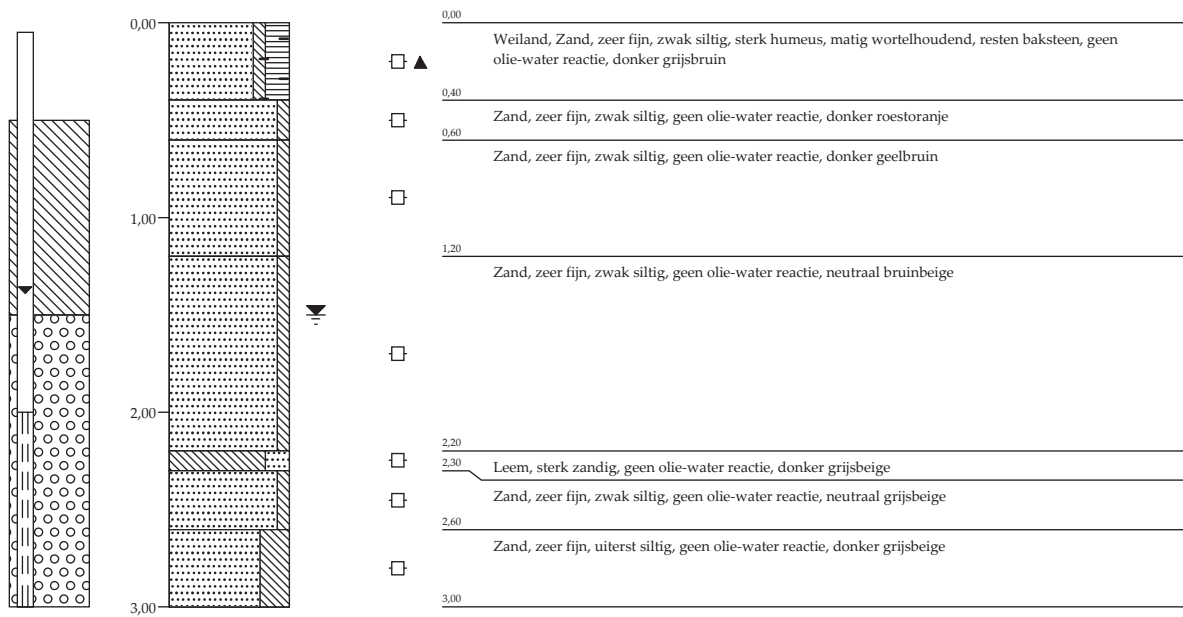 0,00
1,00
2,00
3,00
0,00
Weiland, Zand, zeer fijn, zwak siltig, sterk humeus, matig wortelhoudend, resten baksteen, geen
olie-water reactie, donker grijsbruin
0,40
Zand, zeer fijn, zwak siltig, geen olie-water reactie, donker roestoranje
0,60
Zand, zeer fijn, zwak siltig, geen olie-water reactie, donker geelbruin
1,20
Zand, zeer fijn, zwak siltig, geen olie-water reactie, neutraal bruinbeige
2,20
Leem, sterk zandig, geen olie-water reactie, donker grijsbeige
2,30
Zand, zeer fijn, zwak siltig, geen olie-water reactie, neutraal grijsbeige
2,60
Zand, zeer fijn, uiterst siltig, geen olie-water reactie, donker grijsbeige
3,00